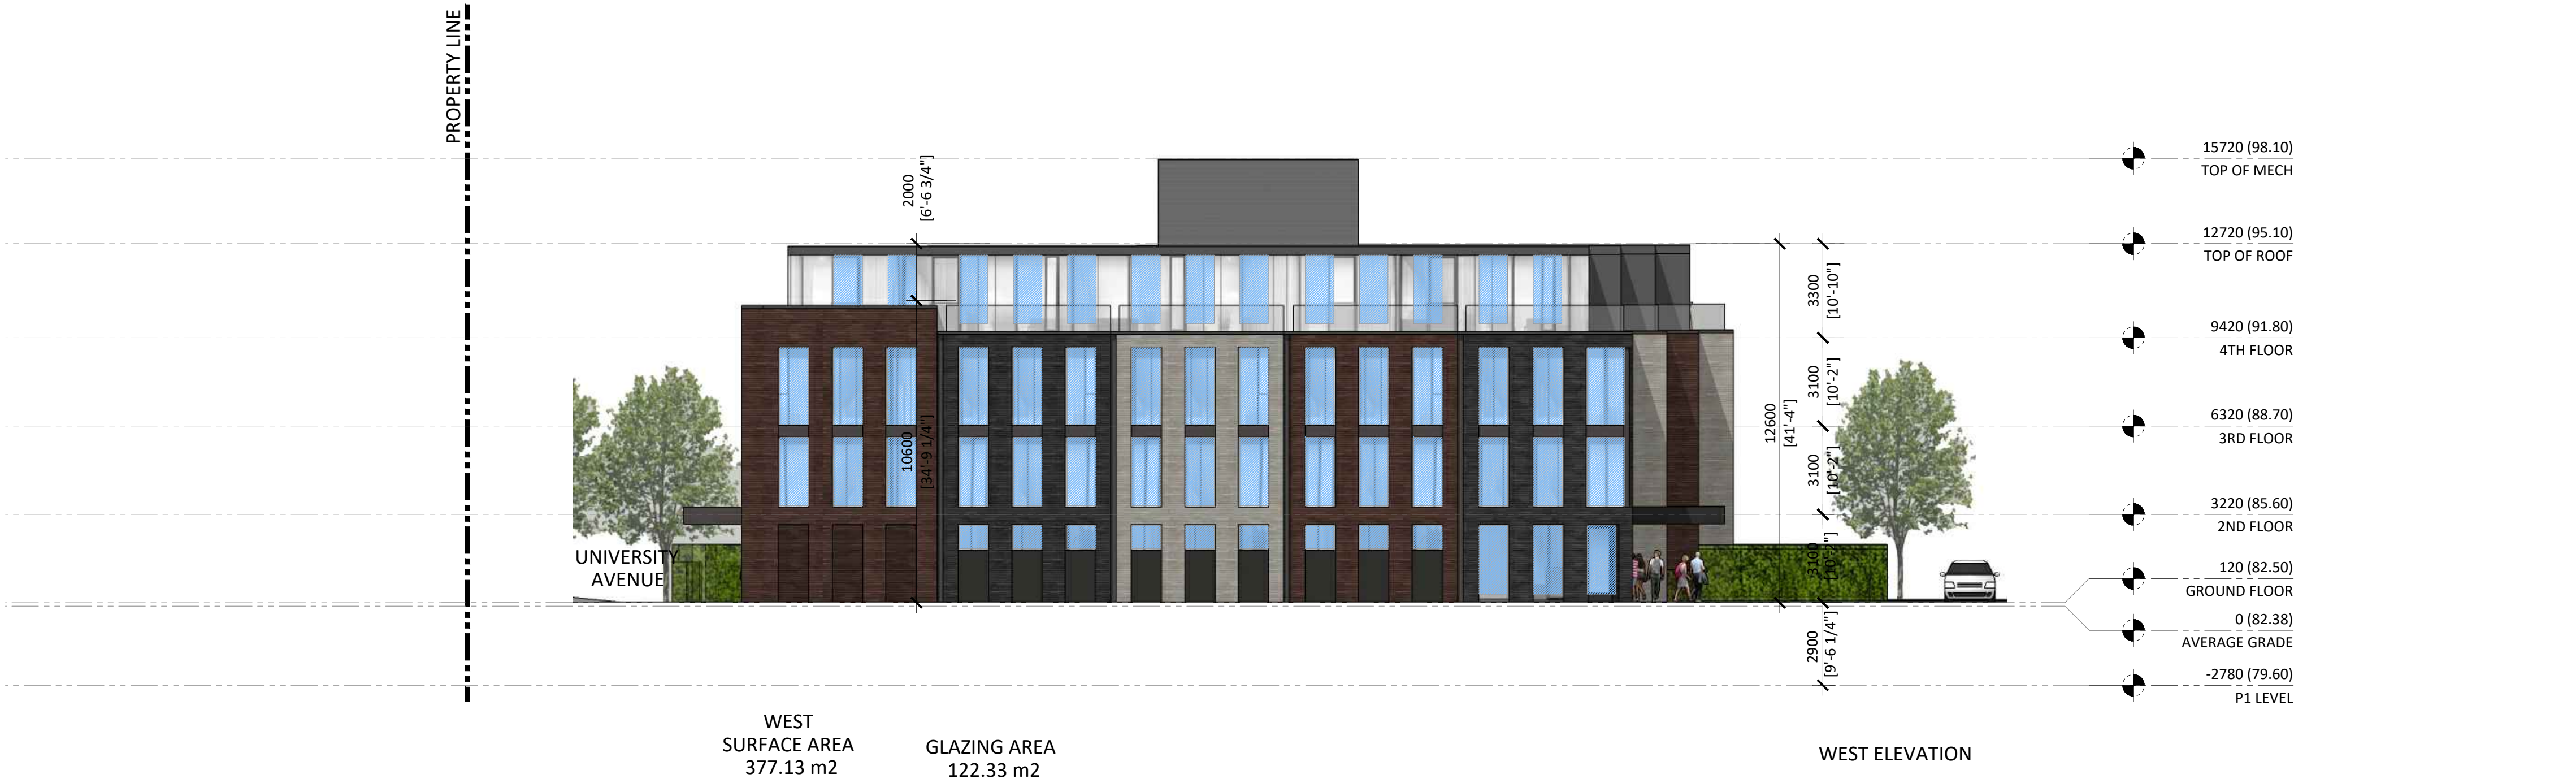 PROPERTY LINE
15720 (98.10)
TOP OF MECH
12720 (95.10)
TOP OF ROOF
9420 (91.80)
4TH FLOOR
6320 (88.70)
3RD FLOOR
3220 (85.60)
2ND FLOOR
120 (82.50)
GROUND FLOOR
0 (82.38)
AVERAGE GRADE
-2780 (79.60)
P1 LEVEL
2000
[6'-6 3/4"]
10600
[34'-9 1/4"]
12600
[41'-4"]
3300
[10'-10"]
3100
[10'-2"]
3100
[10'-2"]
3100
[10'-2"]
2900
[9'-6 1/4"]
UNIVERSITY
AVENUE
WEST
SURFACE AREA
377.13 m2
GLAZING AREA
122.33 m2
WEST ELEVATION